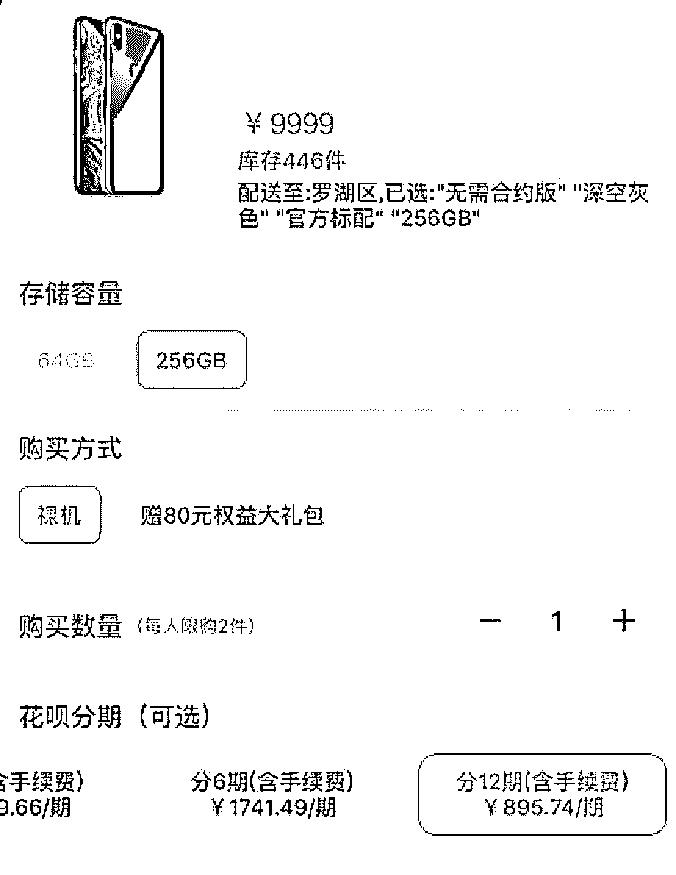 ¥ 9999
库存446件
配送至:罗湖区,已选:"无需合约版" "深空灰
色" "官方标配" "256GB"
存储容量
64GB
256GB
购买方式
裸机
赠80元权益大礼包
购买数量
(每人限购2件)
1
花呗分期（可选）
含手续费)
9.66/期
分6期(含手续费)
¥ 1741.49/期
分12期(含手续费)
¥ 895.74/期